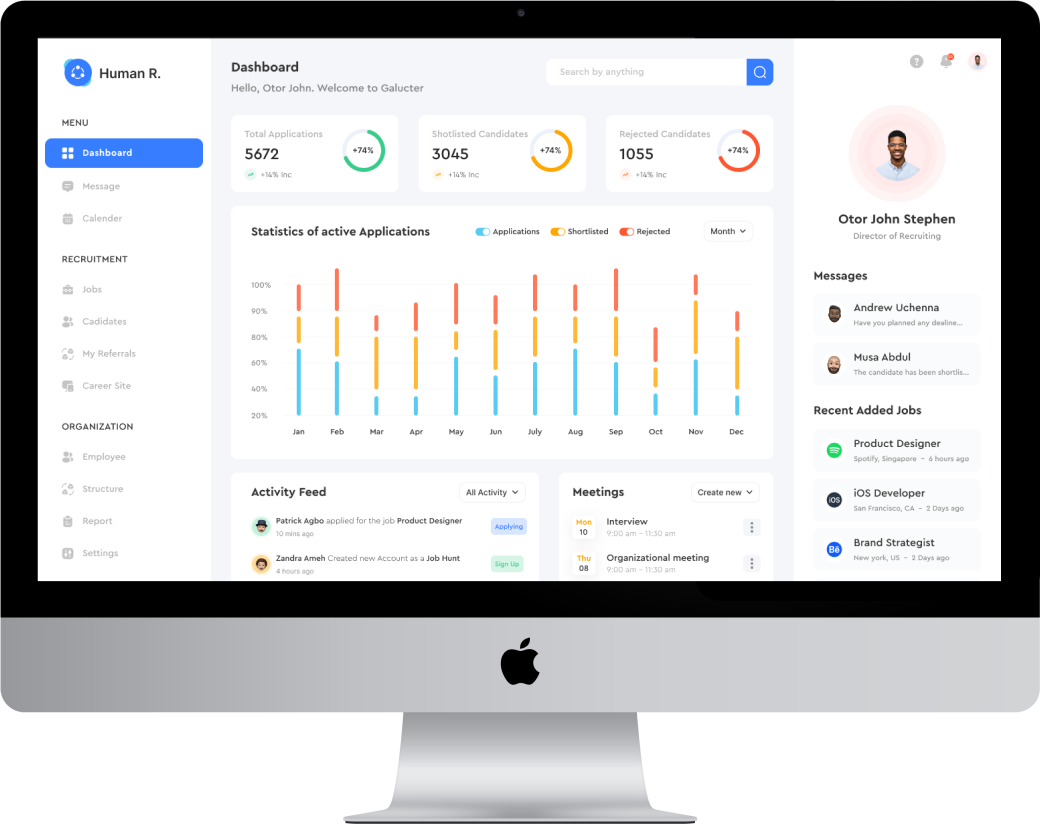 Human R.
MENU
Dashboard
Message
Calender
RECRUITMENT
Jobs
Cadidates
My Referrals
Career Site
ORGANIZATION
Employee
Structure
Report
Settings
Dashboard
Hello, Otor John. Welcome to Galucter
Search by anything
Total Applications
5672
+14% Inc
+74%
Shotlisted Candidates
3045
+14% Inc
+74%
Rejected Candidates
1055
+14% Inc
+74%
Statistics of active Applications
Applications
Shortlisted
Rejected
Month
100%
90%
80%
60%
40%
20%
Jan Feb Mar Apr May Jun July Aug Sep Oct Nov Dec
Activity Feed
All Activity
Patrick Agbo applied for the job Product Designer
10 mins ago
Applying
Zandra Ameh Created new Account as a Job Hunt
4 hours ago
Sign Up
Meetings
Create new
Mon
10
Interview
9:00 am - 11:30 am
Thu
08
Organizational meeting
9:00 am - 11:30 am
Otor John Stephen
Director of Recruiting
Messages
Andrew Uchenna
Have you planned any dealine...
Musa Abdul
The candidate has been shortlis...
Recent Added Jobs
Product Designer
Spotify, Singapore - 6 hours ago
iOS
iOS Developer
San Francisco, CA - 2 Days ago
Bē
Brand Strategist
New york, US - 2 Days ago